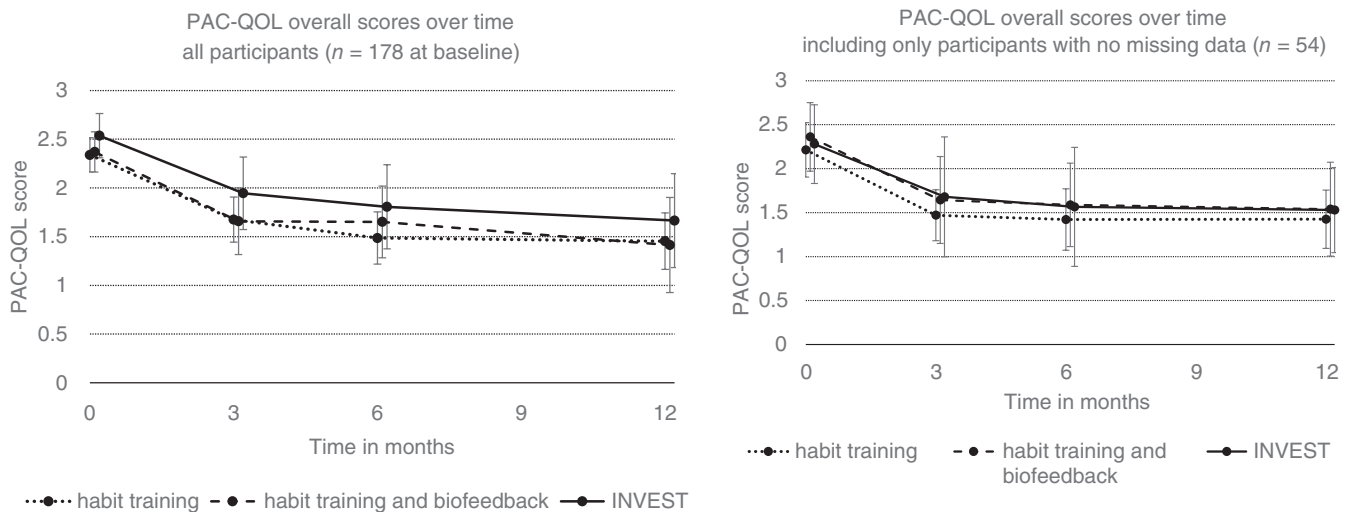 PAC-QOL overall scores over time
all participants (n = 178 at baseline)
PAC-QOL score
3
2.5
2
1.5
1
0.5
0
0
3
6
9
12
Time in months
habit training
habit training and biofeedback
INVEST
PAC-QOL overall scores over time
including only participants with no missing data (n = 54)
PAC-QOL score
3
2.5
2
1.5
1
0.5
0
0
3
6
9
12
Time in months
habit training
habit training and
biofeedback
INVEST